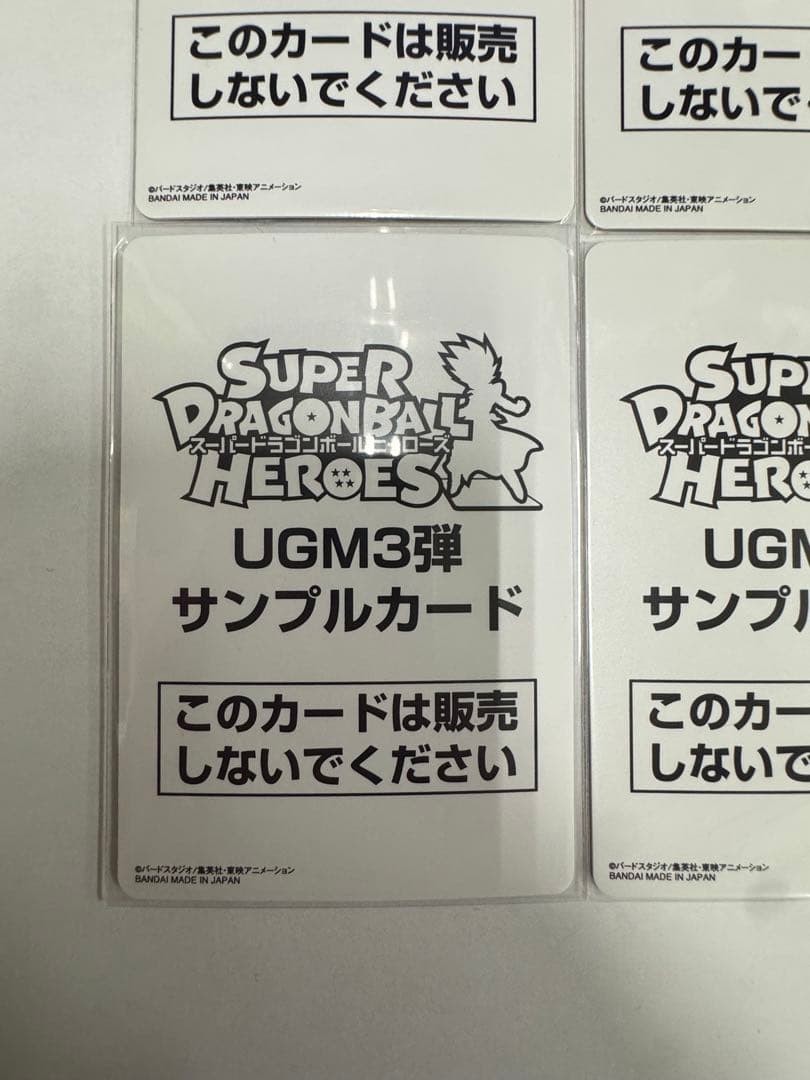 このカードは販売
しないでください
©バードスタジオ/集英社・東映アニメーション
BANDAI MADE IN JAPAN
このカー
しないで
©バードスタジオ/集英社・東映アニメーション
BANDAI MADE IN JAPAN
SUPER
DRAGONBALL
スーパードラゴンボールヒーローズ
HEROES
UGM3弾
サンプルカード
このカードは販売
しないでください
©バードスタジオ/集英社・東映アニメーション
BANDAI MADE IN JAPAN
SUPE
DRAGON
スーパードラゴンボー
HERO
UGM
サンプル
このカー
しないで
©バードスタジオ/集英社・東映アニメーション
BANDAI MADE IN JAPAN